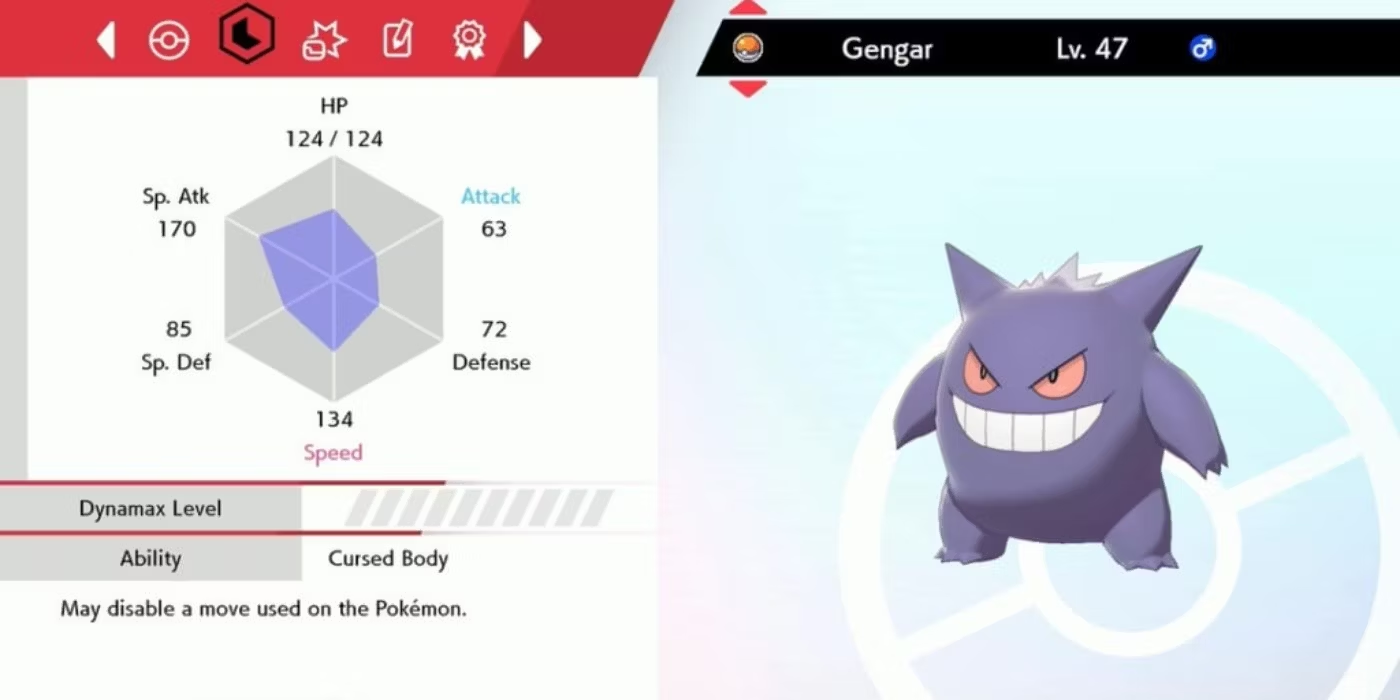 Gengar Lv. 47 ♂
HP
124 / 124
Sp. Atk
170
Attack
63
85
Sp. Def
72
Defense
134
Speed
Dynamax Level
Ability Cursed Body
May disable a move used on the Pokémon.